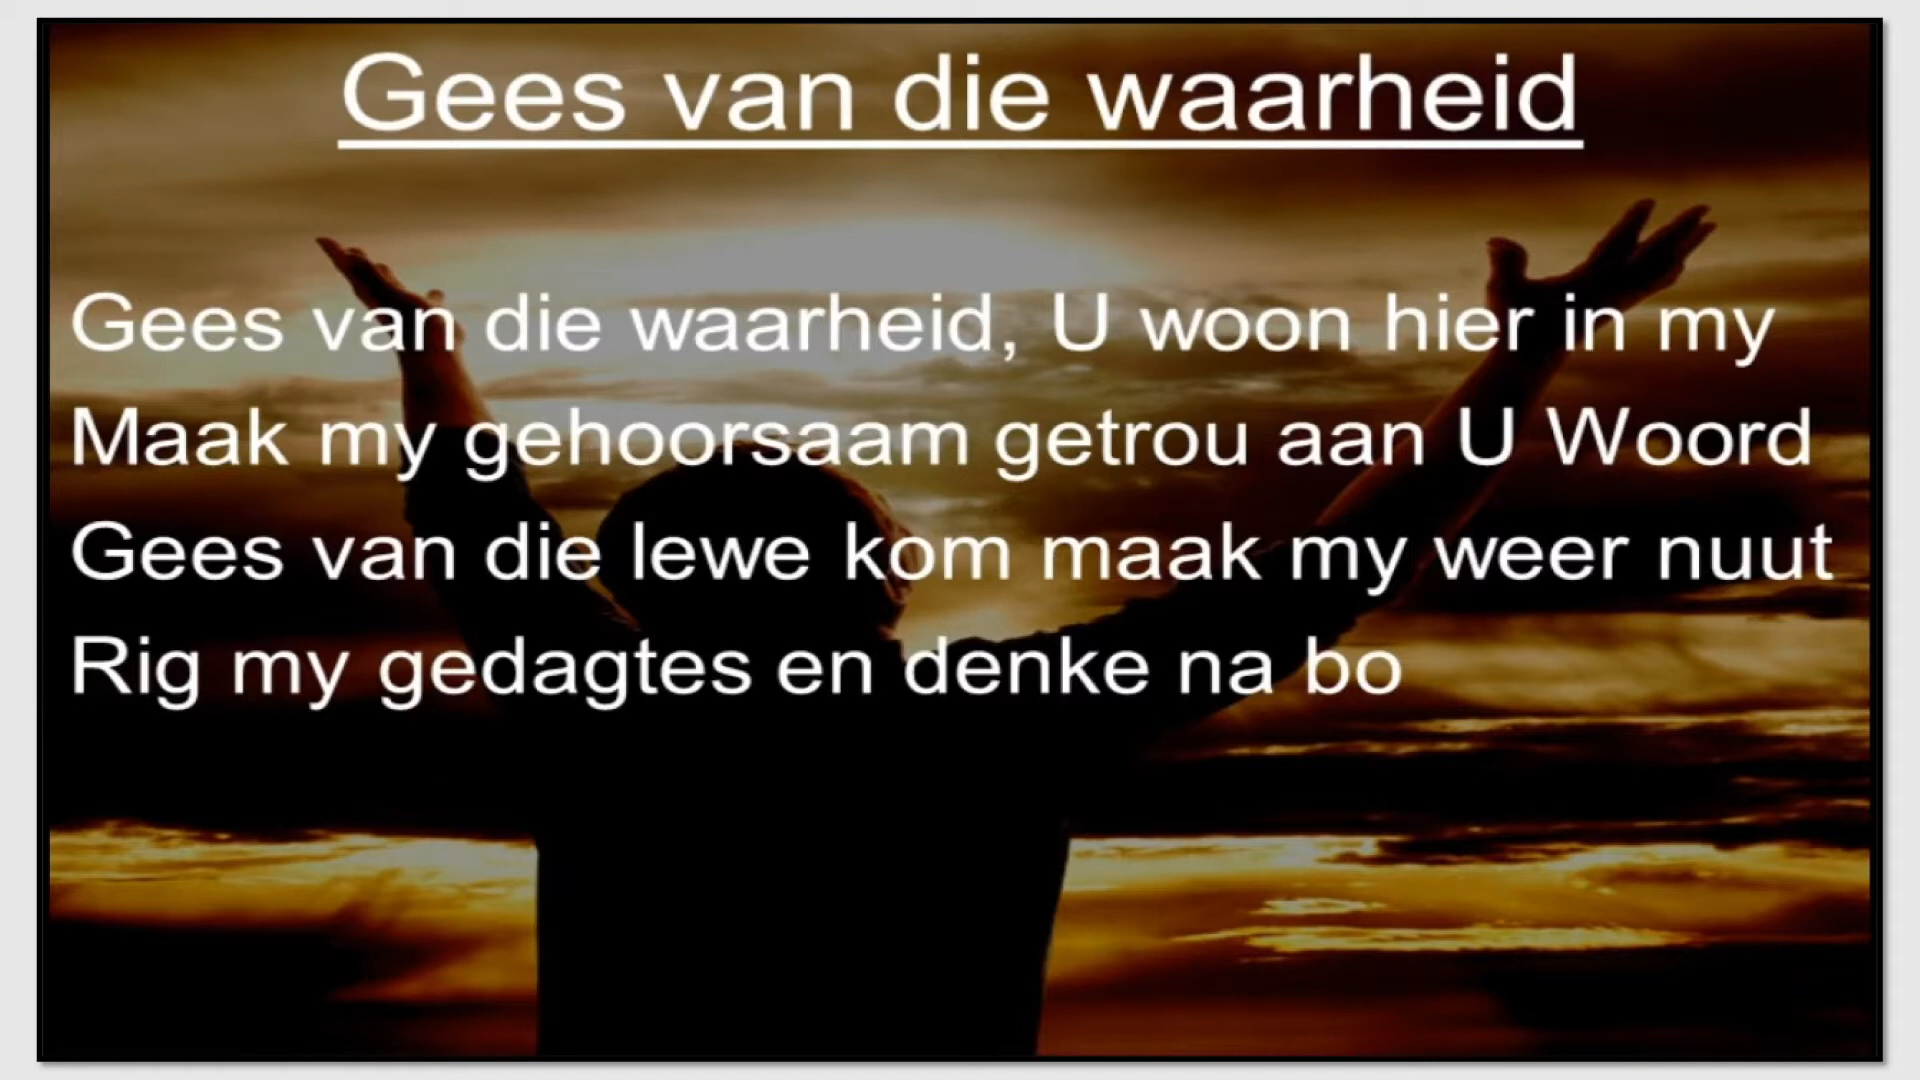 Gees van die waarheid
Gees van die waarheid, U woon hier in my
Maak my gehoorsaam getrou aan U Woord
Gees van die lewe kom maak my weer nuut
Rig my gedagtes en denke na bo